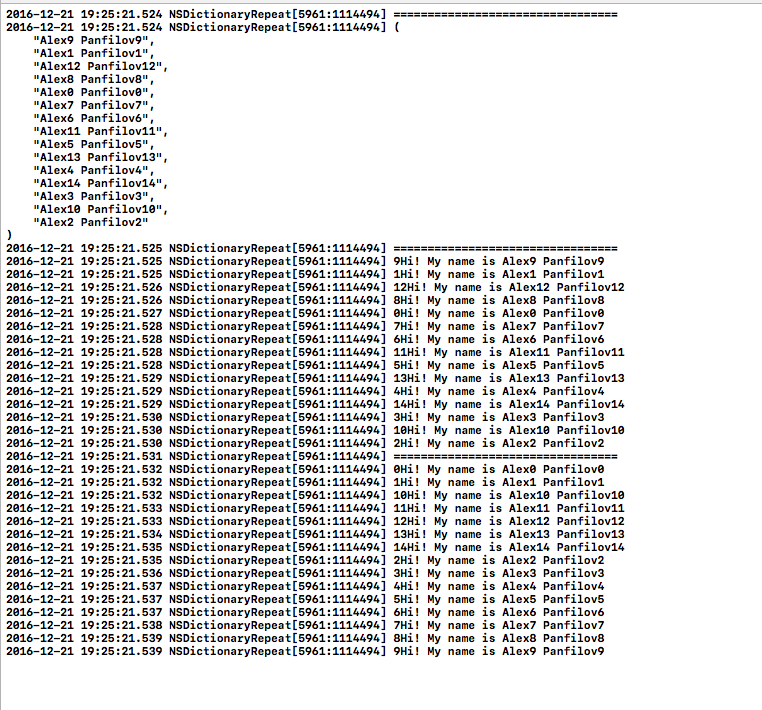 2016-12-21 19:25:21.524 NSDictionaryRepeat[5961:1114494] =================================
2016-12-21 19:25:21.524 NSDictionaryRepeat[5961:1114494] (
    "Alex9 Panfilov9",
    "Alex1 Panfilov1",
    "Alex12 Panfilov12",
    "Alex8 Panfilov8",
    "Alex0 Panfilov0",
    "Alex7 Panfilov7",
    "Alex6 Panfilov6",
    "Alex11 Panfilov11",
    "Alex5 Panfilov5",
    "Alex13 Panfilov13",
    "Alex4 Panfilov4",
    "Alex14 Panfilov14",
    "Alex3 Panfilov3",
    "Alex10 Panfilov10",
    "Alex2 Panfilov2"
)
2016-12-21 19:25:21.525 NSDictionaryRepeat[5961:1114494] =================================
2016-12-21 19:25:21.525 NSDictionaryRepeat[5961:1114494] 9Hi! My name is Alex9 Panfilov9
2016-12-21 19:25:21.525 NSDictionaryRepeat[5961:1114494] 1Hi! My name is Alex1 Panfilov1
2016-12-21 19:25:21.526 NSDictionaryRepeat[5961:1114494] 12Hi! My name is Alex12 Panfilov12
2016-12-21 19:25:21.526 NSDictionaryRepeat[5961:1114494] 8Hi! My name is Alex8 Panfilov8
2016-12-21 19:25:21.527 NSDictionaryRepeat[5961:1114494] 0Hi! My name is Alex0 Panfilov0
2016-12-21 19:25:21.528 NSDictionaryRepeat[5961:1114494] 7Hi! My name is Alex7 Panfilov7
2016-12-21 19:25:21.528 NSDictionaryRepeat[5961:1114494] 6Hi! My name is Alex6 Panfilov6
2016-12-21 19:25:21.528 NSDictionaryRepeat[5961:1114494] 11Hi! My name is Alex11 Panfilov11
2016-12-21 19:25:21.528 NSDictionaryRepeat[5961:1114494] 5Hi! My name is Alex5 Panfilov5
2016-12-21 19:25:21.529 NSDictionaryRepeat[5961:1114494] 13Hi! My name is Alex13 Panfilov13
2016-12-21 19:25:21.529 NSDictionaryRepeat[5961:1114494] 4Hi! My name is Alex4 Panfilov4
2016-12-21 19:25:21.529 NSDictionaryRepeat[5961:1114494] 14Hi! My name is Alex14 Panfilov14
2016-12-21 19:25:21.530 NSDictionaryRepeat[5961:1114494] 3Hi! My name is Alex3 Panfilov3
2016-12-21 19:25:21.530 NSDictionaryRepeat[5961:1114494] 10Hi! My name is Alex10 Panfilov10
2016-12-21 19:25:21.530 NSDictionaryRepeat[5961:1114494] 2Hi! My name is Alex2 Panfilov2
2016-12-21 19:25:21.531 NSDictionaryRepeat[5961:1114494] =================================
2016-12-21 19:25:21.532 NSDictionaryRepeat[5961:1114494] 0Hi! My name is Alex0 Panfilov0
2016-12-21 19:25:21.532 NSDictionaryRepeat[5961:1114494] 1Hi! My name is Alex1 Panfilov1
2016-12-21 19:25:21.532 NSDictionaryRepeat[5961:1114494] 10Hi! My name is Alex10 Panfilov10
2016-12-21 19:25:21.533 NSDictionaryRepeat[5961:1114494] 11Hi! My name is Alex11 Panfilov11
2016-12-21 19:25:21.533 NSDictionaryRepeat[5961:1114494] 12Hi! My name is Alex12 Panfilov12
2016-12-21 19:25:21.534 NSDictionaryRepeat[5961:1114494] 13Hi! My name is Alex13 Panfilov13
2016-12-21 19:25:21.535 NSDictionaryRepeat[5961:1114494] 14Hi! My name is Alex14 Panfilov14
2016-12-21 19:25:21.535 NSDictionaryRepeat[5961:1114494] 2Hi! My name is Alex2 Panfilov2
2016-12-21 19:25:21.536 NSDictionaryRepeat[5961:1114494] 3Hi! My name is Alex3 Panfilov3
2016-12-21 19:25:21.537 NSDictionaryRepeat[5961:1114494] 4Hi! My name is Alex4 Panfilov4
2016-12-21 19:25:21.537 NSDictionaryRepeat[5961:1114494] 5Hi! My name is Alex5 Panfilov5
2016-12-21 19:25:21.537 NSDictionaryRepeat[5961:1114494] 6Hi! My name is Alex6 Panfilov6
2016-12-21 19:25:21.538 NSDictionaryRepeat[5961:1114494] 7Hi! My name is Alex7 Panfilov7
2016-12-21 19:25:21.539 NSDictionaryRepeat[5961:1114494] 8Hi! My name is Alex8 Panfilov8
2016-12-21 19:25:21.539 NSDictionaryRepeat[5961:1114494] 9Hi! My name is Alex9 Panfilov9